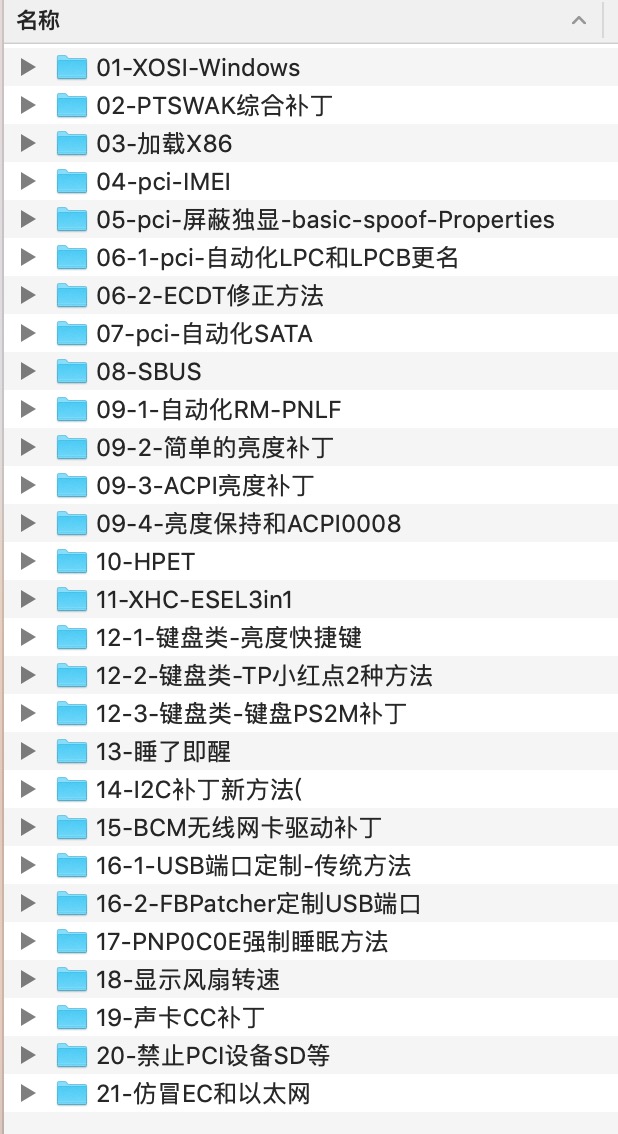 名称
01-XOSI-Windows
02-PTSWAK综合补丁
03-加载X86
04-pci-IMEI
05-pci-屏蔽独显-basic-spoof-Properties
06-1-pci-自动化LPC和LPCB更名
06-2-ECDT修正方法
07-pci-自动化SATA
08-SBUS
09-1-自动化RM-PNLF
09-2-简单的亮度补丁
09-3-ACPI亮度补丁
09-4-亮度保持和ACPI0008
10-HPET
11-XHC-ESEL3in1
12-1-键盘类-亮度快捷键
12-2-键盘类-TP小红点2种方法
12-3-键盘类-键盘PS2M补丁
13-睡了即醒
14-I2C补丁新方法(
15-BCM无线网卡驱动补丁
16-1-USB端口定制-传统方法
16-2-FBPatcher定制USB端口
17-PNP0C0E强制睡眠方法
18-显示风扇转速
19-声卡CC补丁
20-禁止PCI设备SD等
21-仿冒EC和以太网